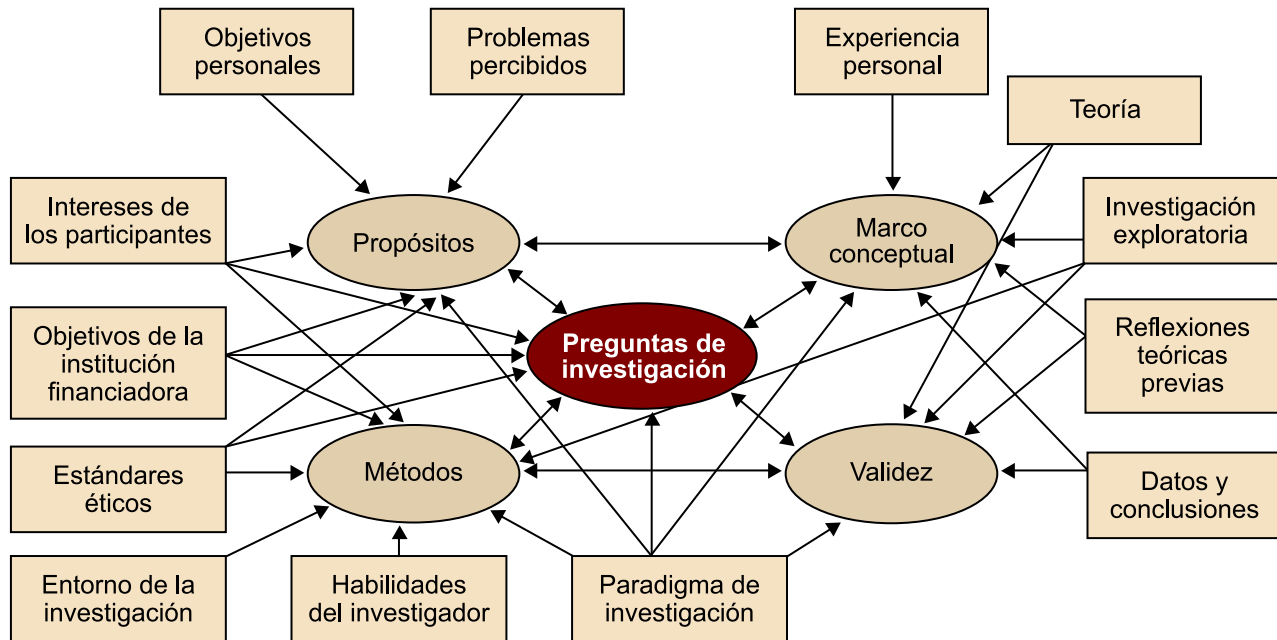 Objetivos
personales
Problemas
percibidos
Experiencia
personal
Teoría
Intereses de
los participantes
Propósitos
Marco
conceptual
Investigación
exploratoria
Objetivos de la
institución
financiadora
Preguntas de
investigación
Reflexiones
teóricas
previas
Estándares
éticos
Métodos
Validez
Datos y
conclusiones
Entorno de la
investigación
Habilidades
del investigador
Paradigma de
investigación